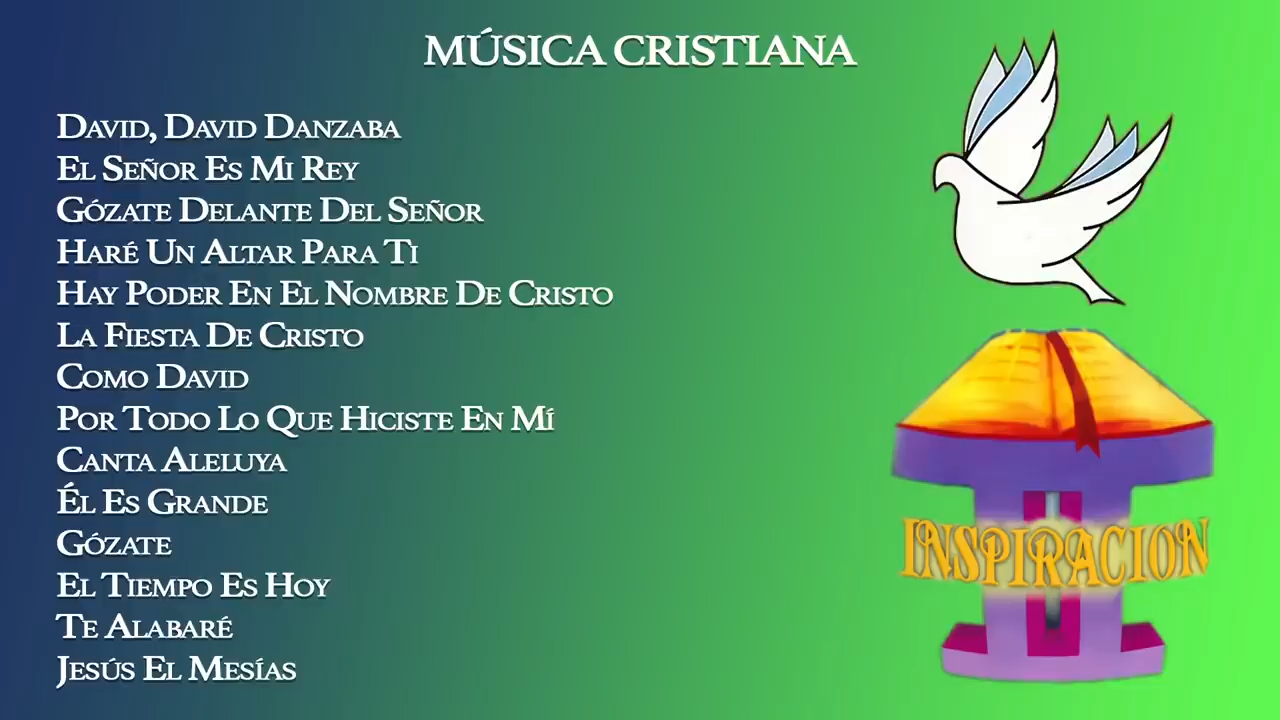 MÚSICA CRISTIANA
DAVID, DAVID DANZABA
EL SEÑOR ES MI REY
GÓZATE DELANTE DEL SEÑOR
HARÉ UN ALTAR PARA TI
HAY PODER EN EL NOMBRE DE CRISTO
LA FIESTA DE CRISTO
COMO DAVID
POR TODO LO QUE HICISTE EN MÍ
CANTA ALELUYA
ÉL ES GRANDE
GÓZATE
EL TIEMPO ES HOY
TE ALABARÉ
JESÚS EL MESÍAS
INSPIRACION